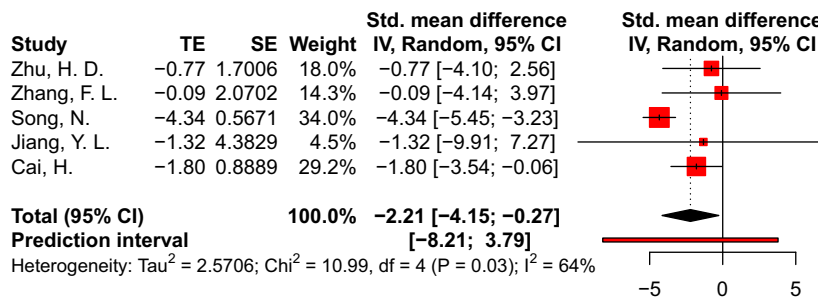 Std. mean difference Std. mean difference
Study TE SE Weight IV, Random, 95% CI IV, Random, 95% CI
Zhu, H. D. −0.77 1.7006 18.0% −0.77 [−4.10; 2.56]
Zhang, F. L. −0.09 2.0702 14.3% −0.09 [−4.14; 3.97]
Song, N. −4.34 0.5671 34.0% −4.34 [−5.45; −3.23]
Jiang, Y. L. −1.32 4.3829 4.5% −1.32 [−9.91; 7.27]
Cai, H. −1.80 0.8889 29.2% −1.80 [−3.54; −0.06]
Total (95% CI) 100.0% −2.21 [−4.15; −0.27]
Prediction interval [−8.21; 3.79]
Heterogeneity: Tau² = 2.5706; Chi² = 10.99, df = 4 (P = 0.03); I² = 64%
−5 0 5